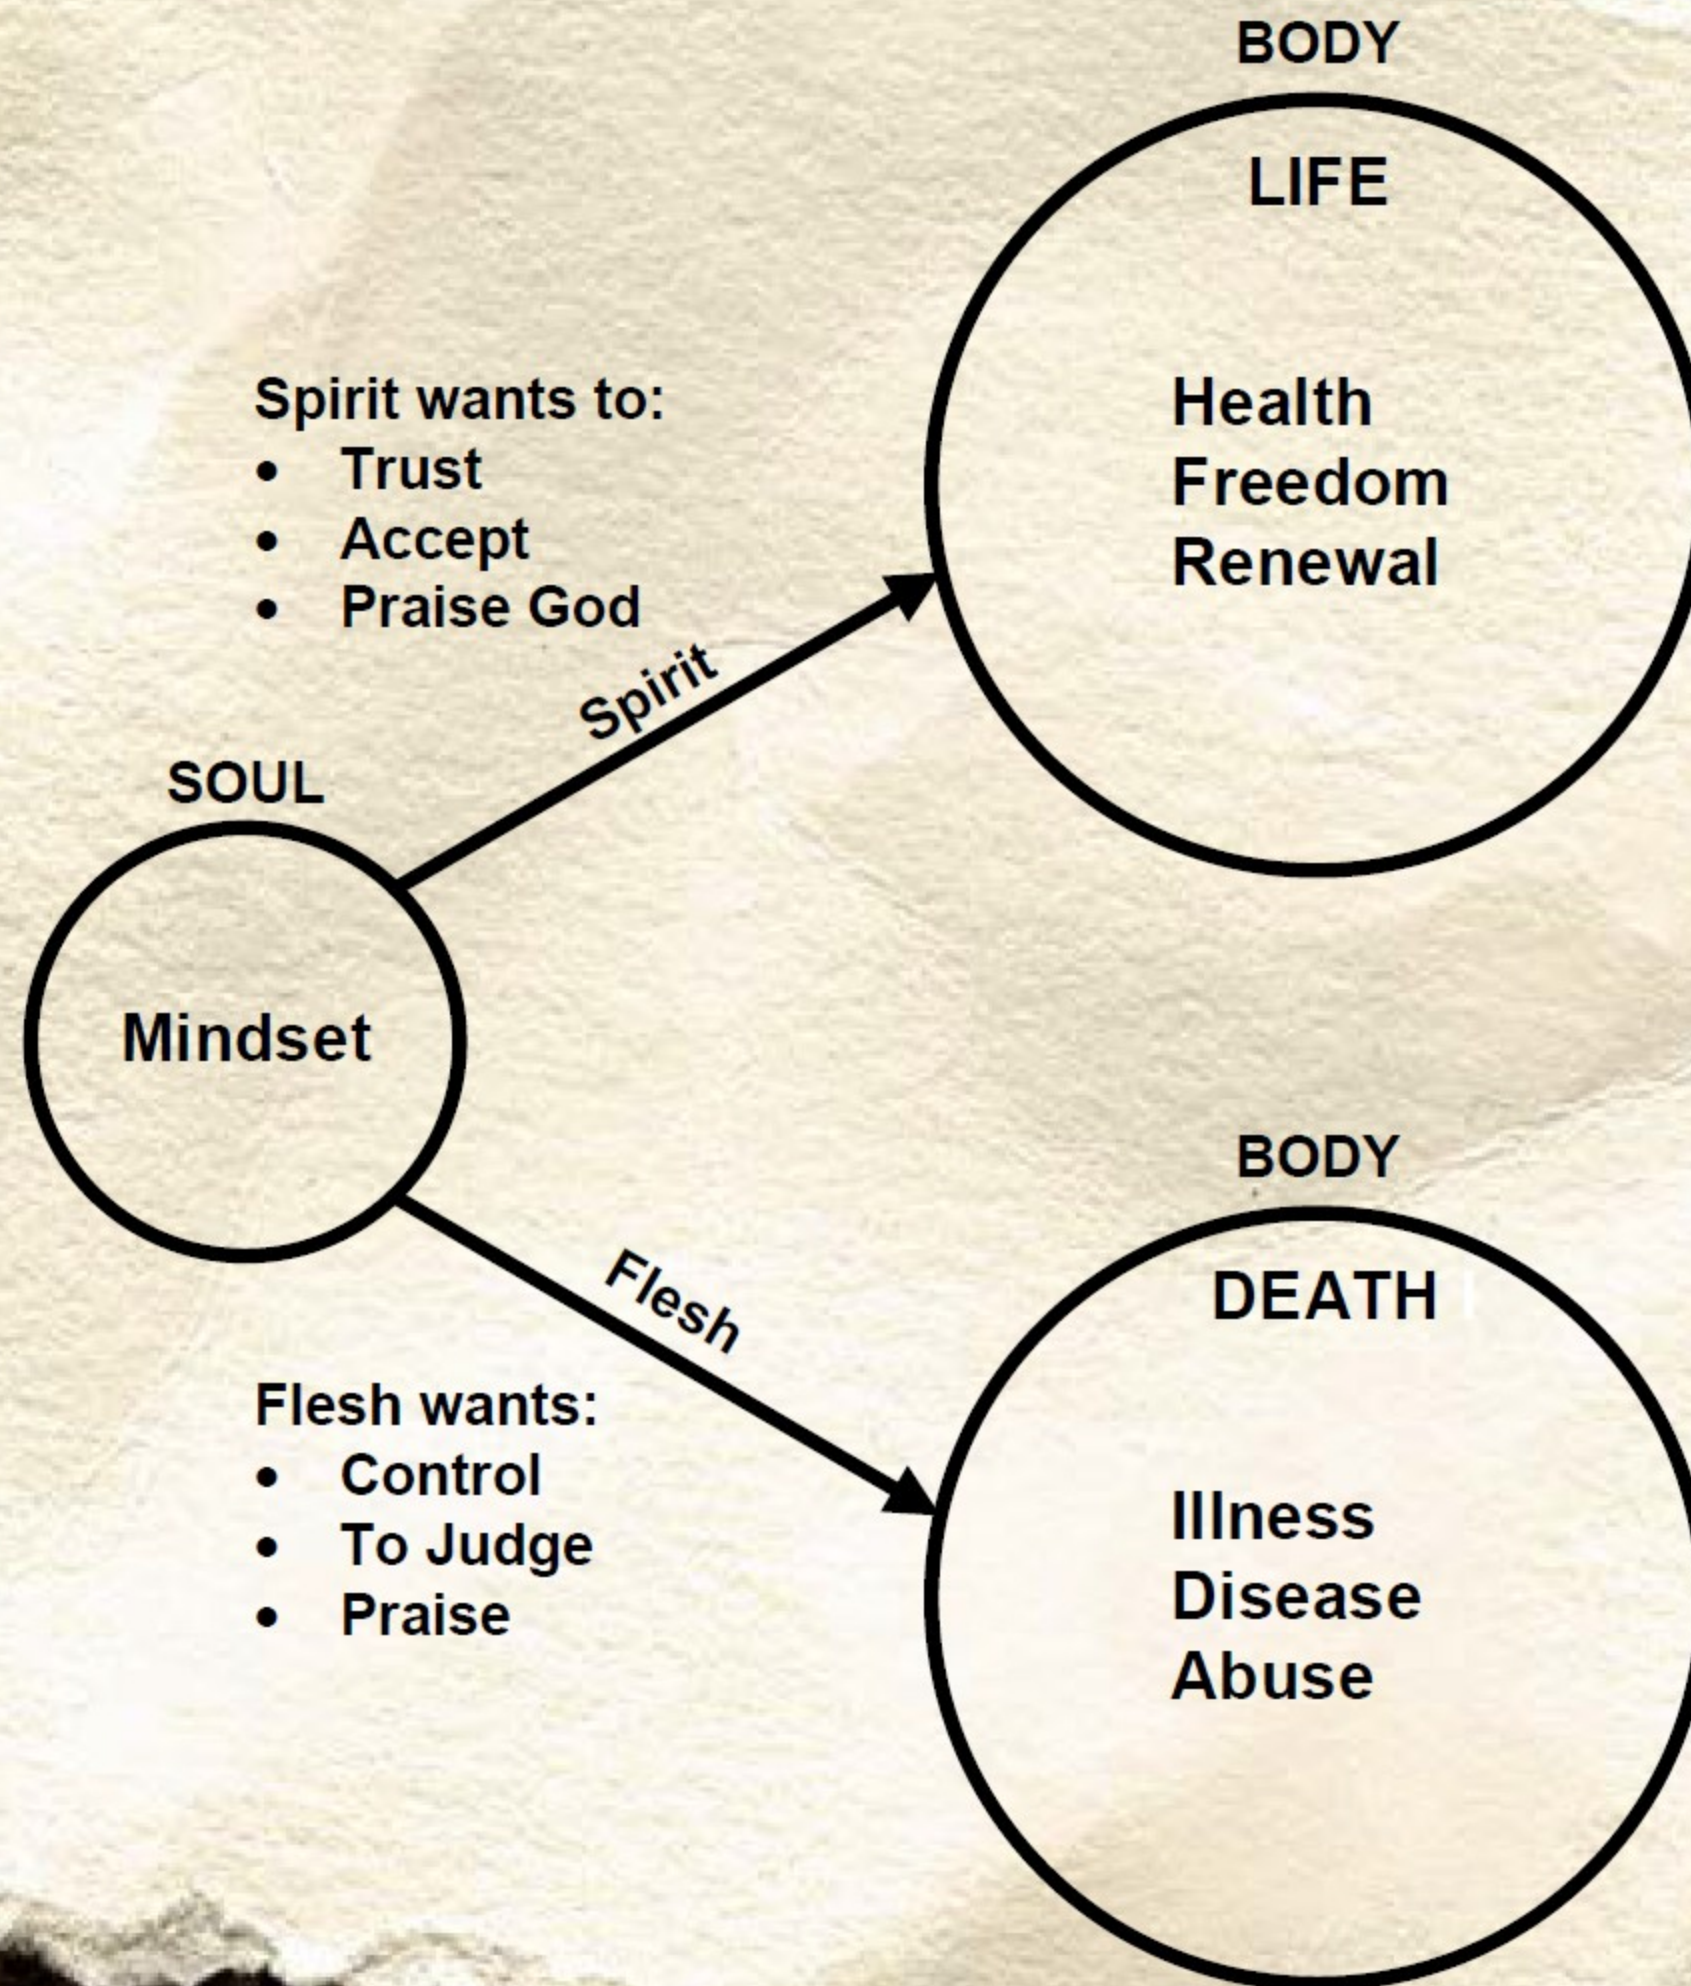 BODY
LIFE
Health
Freedom
Renewal
Spirit wants to:
• Trust
• Accept
• Praise God
Spirit
SOUL
Mindset
Flesh
Flesh wants:
• Control
• To Judge
• Praise
BODY
DEATH
Illness
Disease
Abuse